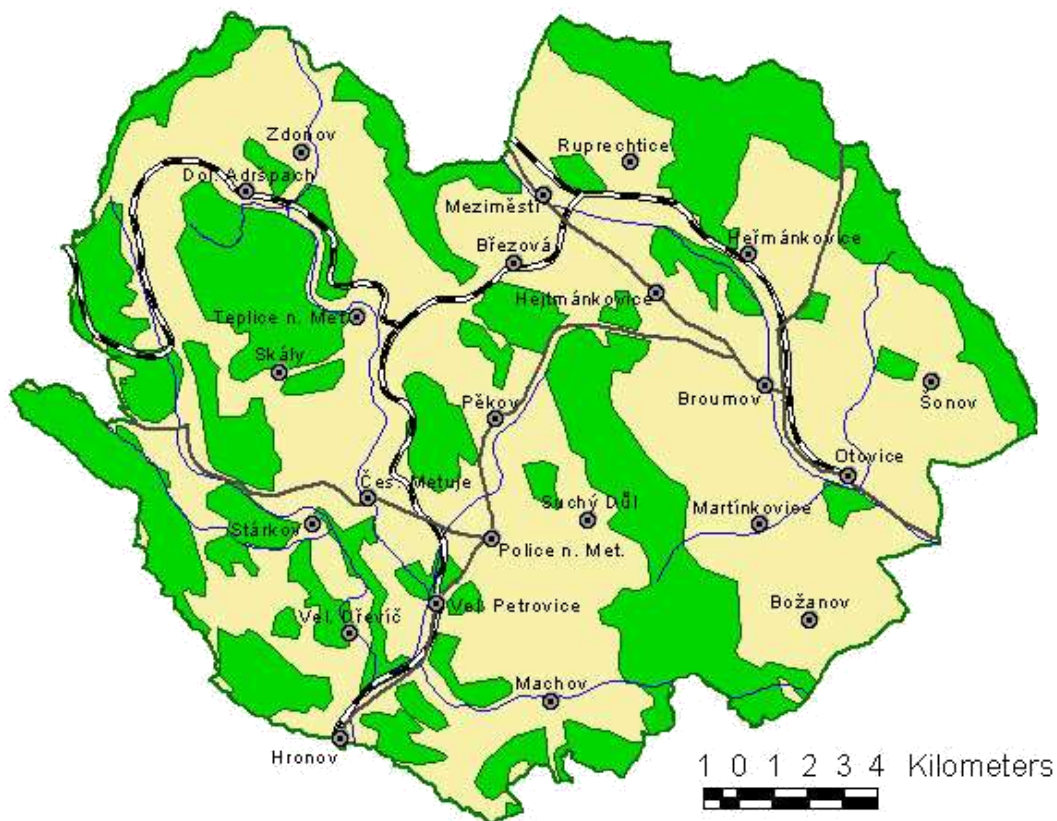 Zdoňov
Ruprechtice
Dol. Adršpach
Meziměstí
Heřmánkovice
Březová
Hejtmánkovice
Teplice n. Met.
Skály
Broumov
Šonov
Pěkov
Otovice
Čes. Metuje
Suchý Důl
Martínkovice
Stárkov
Police n. Met.
Vel. Petrovice
Božanov
Vel. Dřevíč
Machov
Hronov
1 0 1 2 3 4 Kilometers